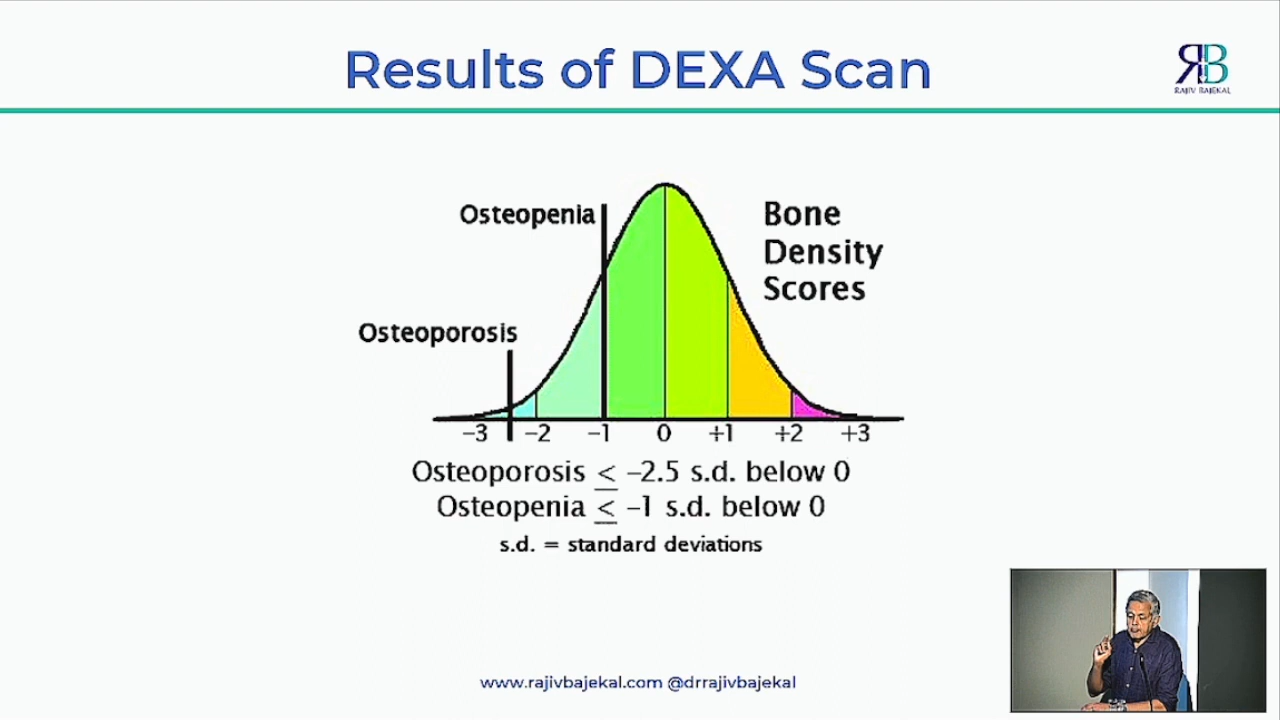 Results of DEXA Scan
RB
RAJIV BAJEKAL
Osteopenia
Bone
Density
Scores
Osteoporosis
−3 −2 −1 0 +1 +2 +3
Osteoporosis ≤ −2.5 s.d. below 0
Osteopenia ≤ −1 s.d. below 0
s.d. = standard deviations
www.rajivbajekal.com @drrajivbajekal